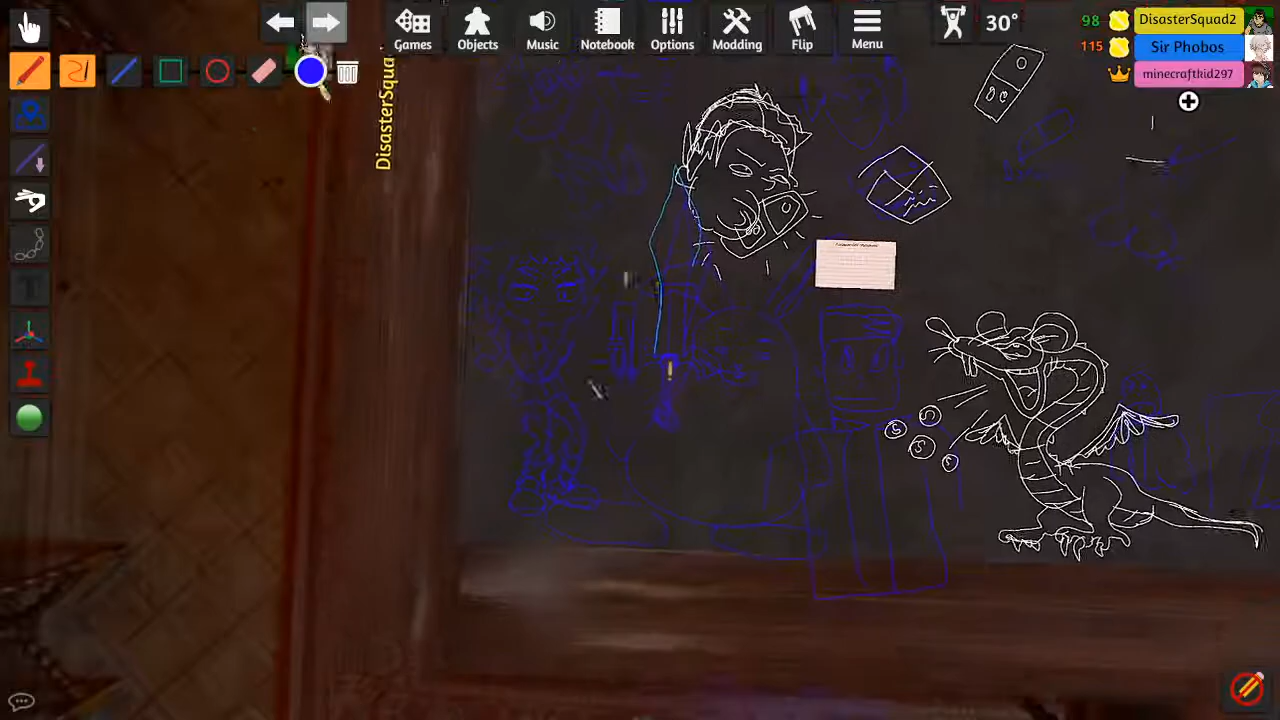 Games
Objects
Music
Notebook
Options
Modding
Flip
Menu
30°
98 DisasterSquad2
115 Sir Phobos
minecraftkid297
DisasterSqua
T
!